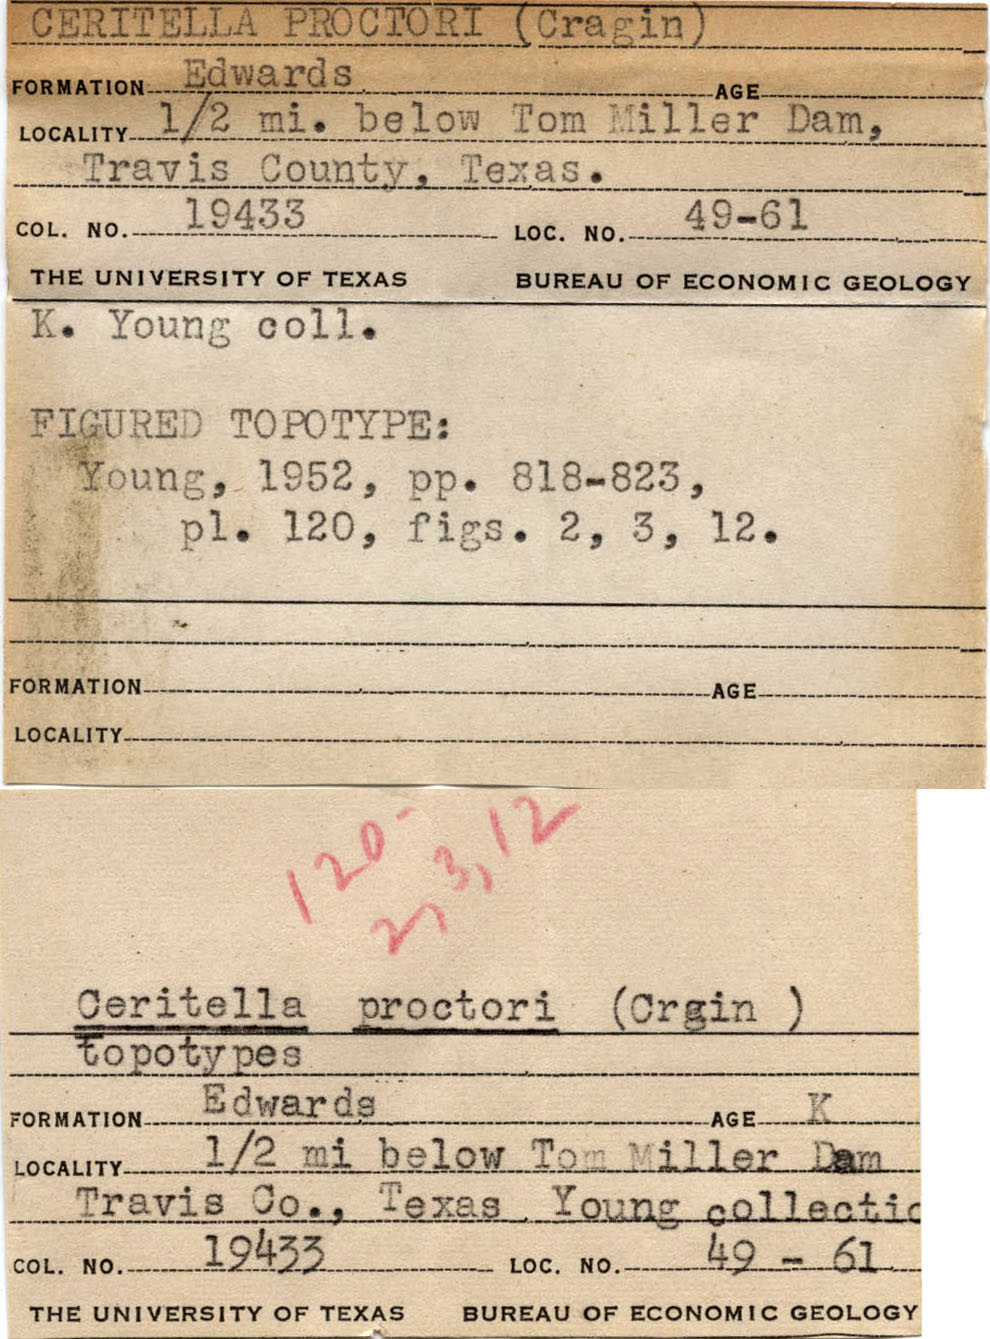 CERITELLA PROCTORI (Cragin)
FORMATION Edwards AGE
LOCALITY 1/2 mi. below Tom Miller Dam,
Travis County, Texas.
COL. NO. 19433 LOC. NO. 49-61
THE UNIVERSITY OF TEXAS BUREAU OF ECONOMIC GEOLOGY
K. Young coll.
FIGURED TOPOTYPE:
Young, 1952, pp. 818-823,
pl. 120, figs. 2, 3, 12.
FORMATION AGE
LOCALITY
120-
2, 3, 12
Ceritella proctori (Crgin )
topotypes
FORMATION Edwards AGE K
LOCALITY 1/2 mi below Tom Miller Dam
Travis Co., Texas Young collectic
COL. NO. 19433 LOC. NO. 49 - 61
THE UNIVERSITY OF TEXAS BUREAU OF ECONOMIC GEOLOGY